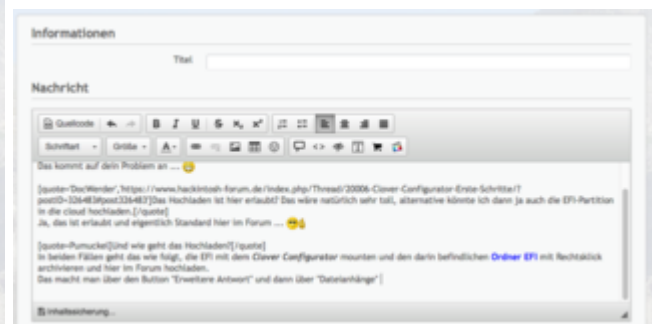 Informationen
Titel
Nachricht
Quellcode B I U S x₂ x²
Schriftart Größe A
Das kommt auf dein Problem an ...
[quote='DocWerder','https://www.hackintosh-forum.de/index.php/Thread/20006-Clover-Configurator-Erste-Schritte/?
postID=326483#post326483']Das Hochladen ist hier erlaubt? Das wäre natürlich sehr toll, alternative könnte ich dann ja auch die EFI-Partition
in die cloud hochladen.[/quote]
Ja, das ist erlaubt und eigentlich Standard hier im Forum ...
[quote=Pumuckel]Und wie geht das Hochladen?[/quote]
In beiden Fällen geht das wie folgt, die EFI mit dem Clover Configurator mounten und den darin befindlichen Ordner EFI mit Rechtsklick
archivieren und hier im Forum hochladen.
Das macht man über den Button "Erweitere Antwort" und dann über "Dateianhänge"
Inhaltssicherung...